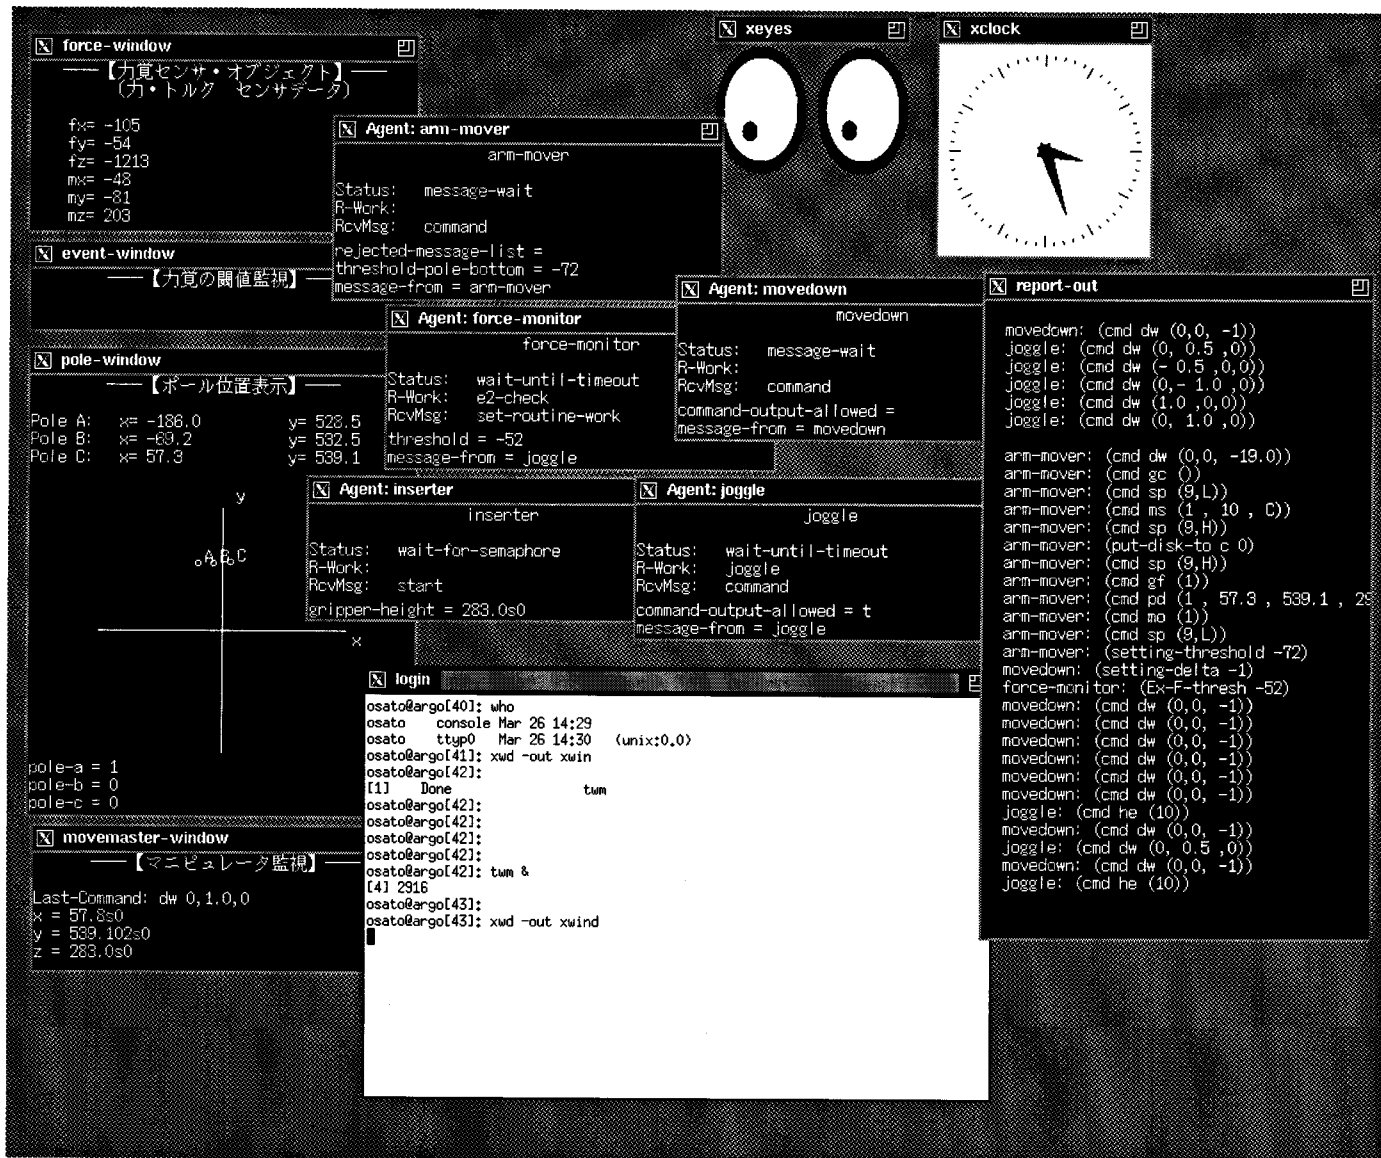 force-window
【力覚センサ・オブジェクト】
(力・トルク センサデータ)
fx= -105
fy= -54
fz= -1213
mx= -48
my= -81
mz= 203
event-window
【力覚の閾値監視】
pole-window
【ポール位置表示】
Pole A: x= -186.0 y= 528.5
Pole B: x= -69.2 y= 532.5
Pole C: x= 57.3 y= 539.1
y
A B C
x
pole-a = 1
pole-b = 0
pole-c = 0
movemaster-window
【マニピュレータ監視】
Last-Command: dw 0,1.0,0
x = 57.8s0
y = 539.102s0
z = 283.0s0
Agent: arm-mover
arm-mover
Status: message-wait
R-Work:
RcvMsg: command
rejected-message-list =
threshold-pole-bottom = -72
message-from = arm-mover
Agent: force-monitor
force-monitor
Status: wait-until-timeout
R-Work: e2-check
RcvMsg: set-routine-work
threshold = -52
message-from = joggle
Agent: inserter
inserter
Status: wait-for-semaphore
R-Work:
RcvMsg: start
gripper-height = 283.0s0
xeyes
xclock
Agent: movedown
movedown
Status: message-wait
R-Work:
RcvMsg: command
command-output-allowed =
message-from = movedown
Agent: joggle
joggle
Status: wait-until-timeout
R-Work: joggle
RcvMsg: command
command-output-allowed = t
message-from = joggle
login
osato@argo[40]: who
osato console Mar 26 14:29
osato ttyp0 Mar 26 14:30 (unix:0.0)
osato@argo[41]: xwd -out xwin
osato@argo[42]:
[1] Done twm
osato@argo[42]:
osato@argo[42]:
osato@argo[42]:
osato@argo[42]:
osato@argo[42]: twm &
[4] 2916
osato@argo[43]:
osato@argo[43]: xwd -out xwind
report-out
movedown: (cmd dw (0,0, -1))
joggle: (cmd dw (0, 0.5 ,0))
joggle: (cmd dw (- 0.5 ,0,0))
joggle: (cmd dw (0,- 1.0 ,0))
joggle: (cmd dw (1.0 ,0,0))
joggle: (cmd dw (0, 1.0 ,0))
arm-mover: (cmd dw (0,0, -19.0))
arm-mover: (cmd gc ())
arm-mover: (cmd sp (9,L))
arm-mover: (cmd ms (1 , 10 , C))
arm-mover: (cmd sp (9,H))
arm-mover: (put-disk-to c 0)
arm-mover: (cmd sp (9,H))
arm-mover: (cmd gf (1))
arm-mover: (cmd pd (1 , 57.3 , 539.1 , 29
arm-mover: (cmd mo (1))
arm-mover: (cmd sp (9,L))
arm-mover: (setting-threshold -72)
movedown: (setting-delta -1)
force-monitor: (Ex-F-thresh -52)
movedown: (cmd dw (0,0, -1))
movedown: (cmd dw (0,0, -1))
movedown: (cmd dw (0,0, -1))
movedown: (cmd dw (0,0, -1))
movedown: (cmd dw (0,0, -1))
movedown: (cmd dw (0,0, -1))
joggle: (cmd he (10))
movedown: (cmd dw (0,0, -1))
joggle: (cmd dw (0, 0.5 ,0))
movedown: (cmd dw (0,0, -1))
joggle: (cmd he (10))